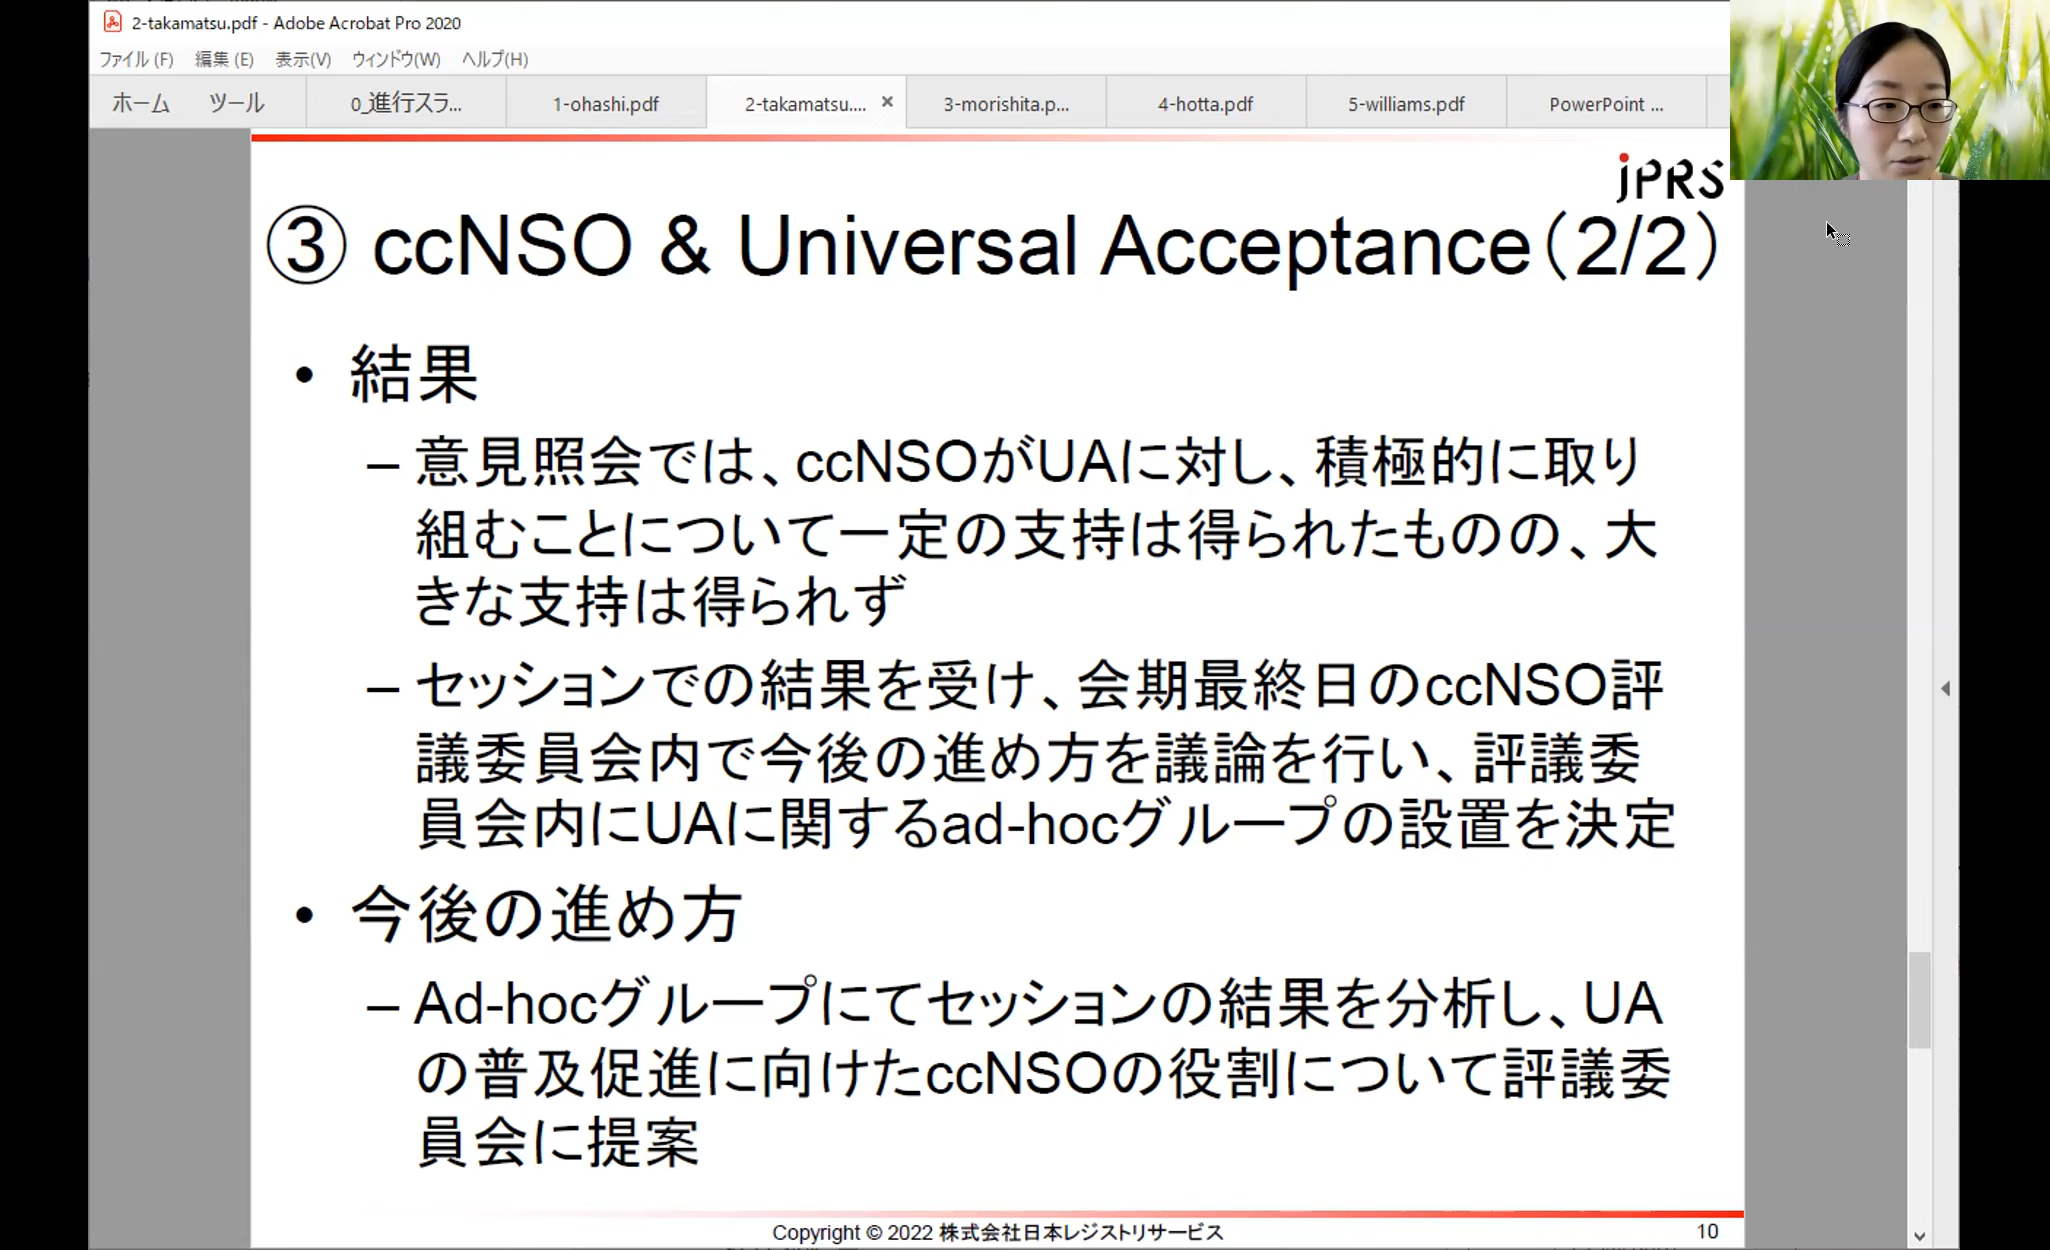 2-takamatsu.pdf - Adobe Acrobat Pro 2020
ファイル(F) 編集(E) 表示(V) ウィンドウ(W) ヘルプ(H)
ホーム ツール 0_進行スラ... 1-ohashi.pdf 2-takamatsu.... × 3-morishita.p... 4-hotta.pdf 5-williams.pdf PowerPoint ...
JPRS
③ ccNSO & Universal Acceptance（2/2）
• 結果
– 意見照会では、ccNSOがUAに対し、積極的に取り
組むことについて一定の支持は得られたものの、大
きな支持は得られず
– セッションでの結果を受け、会期最終日のccNSO評
議委員会内で今後の進め方を議論を行い、評議委
員会内にUAに関するad-hocグループの設置を決定
• 今後の進め方
– Ad-hocグループにてセッションの結果を分析し、UA
の普及促進に向けたccNSOの役割について評議委
員会に提案
Copyright © 2022 株式会社日本レジストリサービス 10